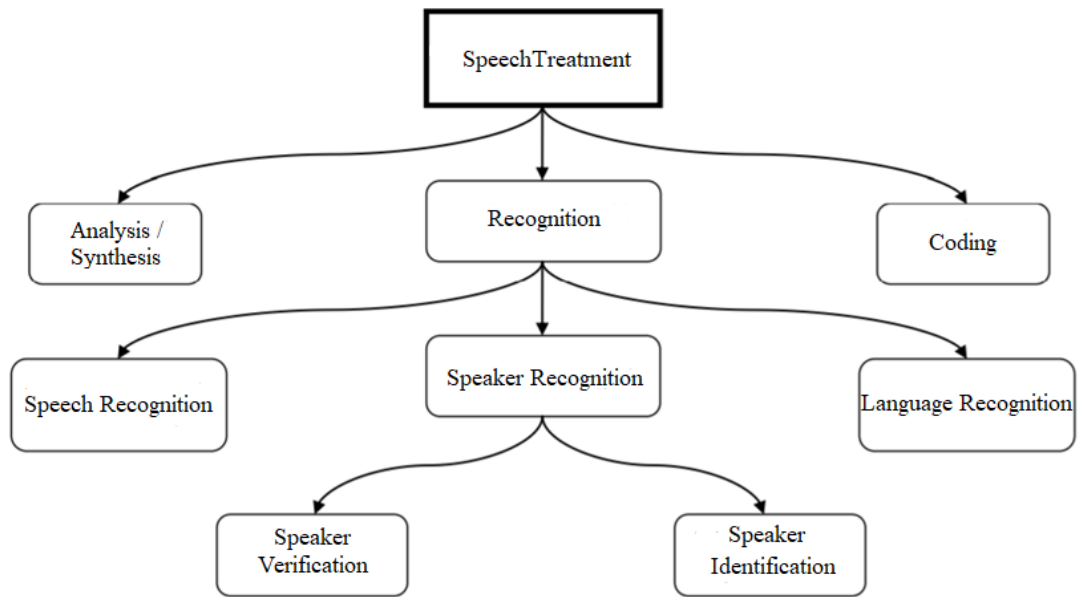 SpeechTreatment
Analysis /
Synthesis
Recognition
Coding
Speech Recognition
Speaker Recognition
Language Recognition
Speaker
Verification
Speaker
Identification